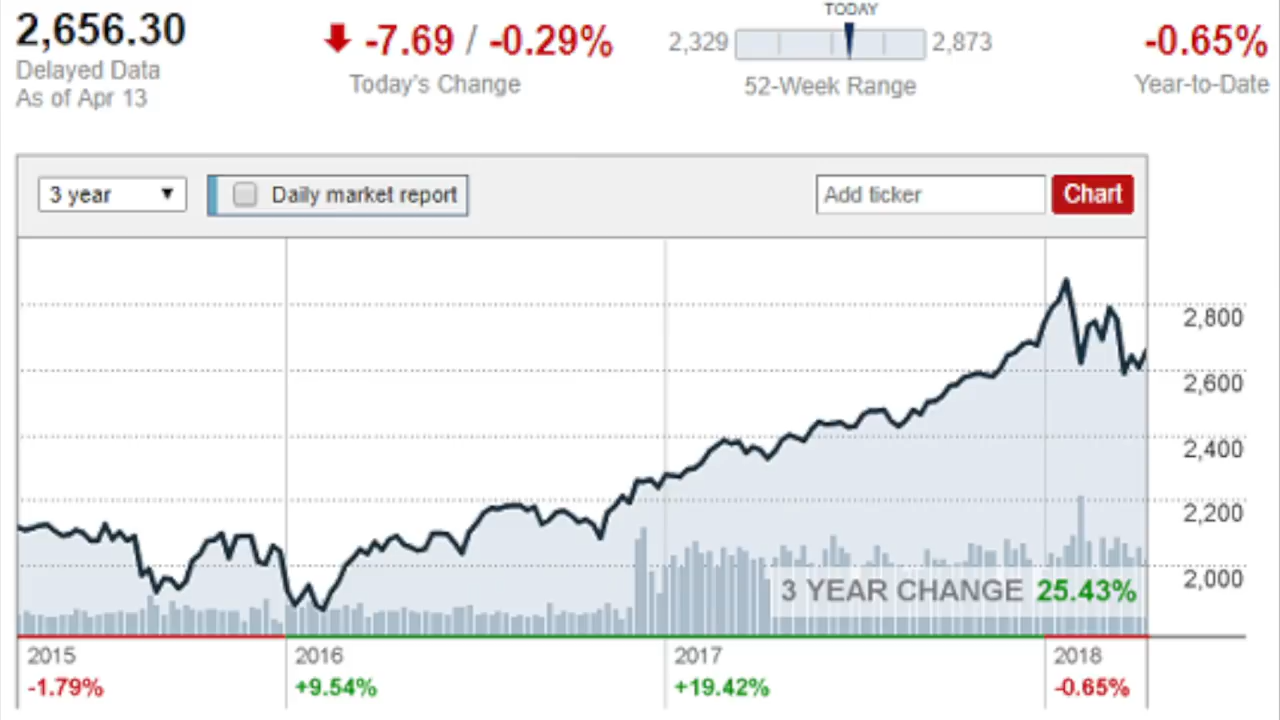 2,656.30
Delayed Data
As of Apr 13
-7.69 / -0.29%
Today's Change
TODAY
2,329
2,873
52-Week Range
-0.65%
Year-to-Date
3 year
Daily market report
Add ticker
Chart
2,800
2,600
2,400
2,200
2,000
3 YEAR CHANGE 25.43%
2015
-1.79%
2016
+9.54%
2017
+19.42%
2018
-0.65%